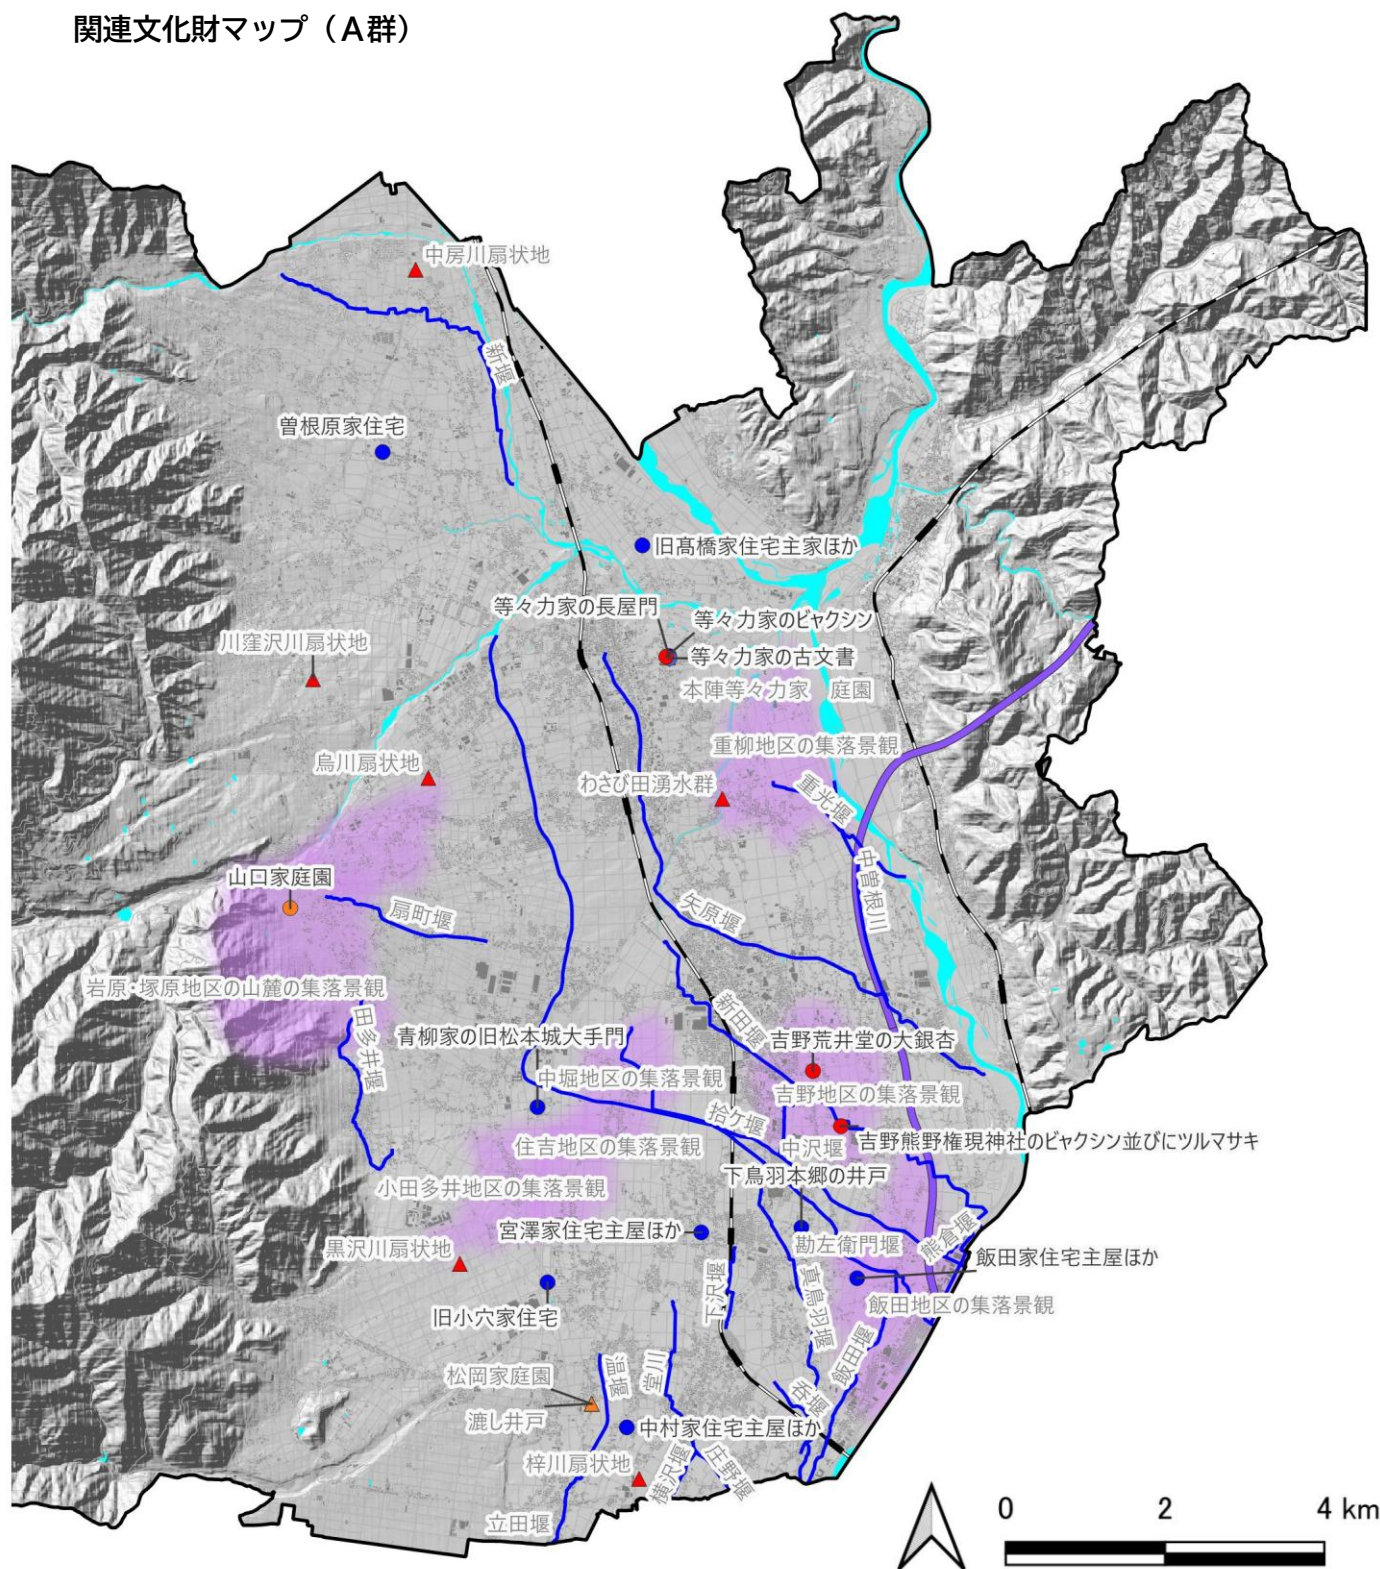 関連文化財マップ（A群）
中房川扇状地
新堰
曽根原家住宅
旧髙橋家住宅主家ほか
等々力家の長屋門
等々力家のビャクシン
等々力家の古文書
川窪沢川扇状地
本陣等々力家 庭園
重柳地区の集落景観
烏川扇状地
わさび田湧水群
重光堰
中曽根川
山口家庭園
扇町堰
矢原堰
岩原・塚原地区の山麓の集落景観
田多井堰
新田堰
青柳家の旧松本城大手門
吉野荒井堂の大銀杏
中堀地区の集落景観
吉野地区の集落景観
拾ケ堰
住吉地区の集落景観
中沢堰
吉野熊野権現神社のビャクシン並びにツルマサキ
下鳥羽本郷の井戸
小田多井地区の集落景観
宮澤家住宅主屋ほか
勘左衛門堰
熊倉堰
黒沢川扇状地
飯田家住宅主屋ほか
下沢堰
真鳥羽堰
飯田地区の集落景観
旧小穴家住宅
飯田堰
松岡家庭園
温堰
堂川
呑堰
漉し井戸
中村家住宅主屋ほか
梓川扇状地
横沢堰
庄野堰
立田堰
0 2 4 km